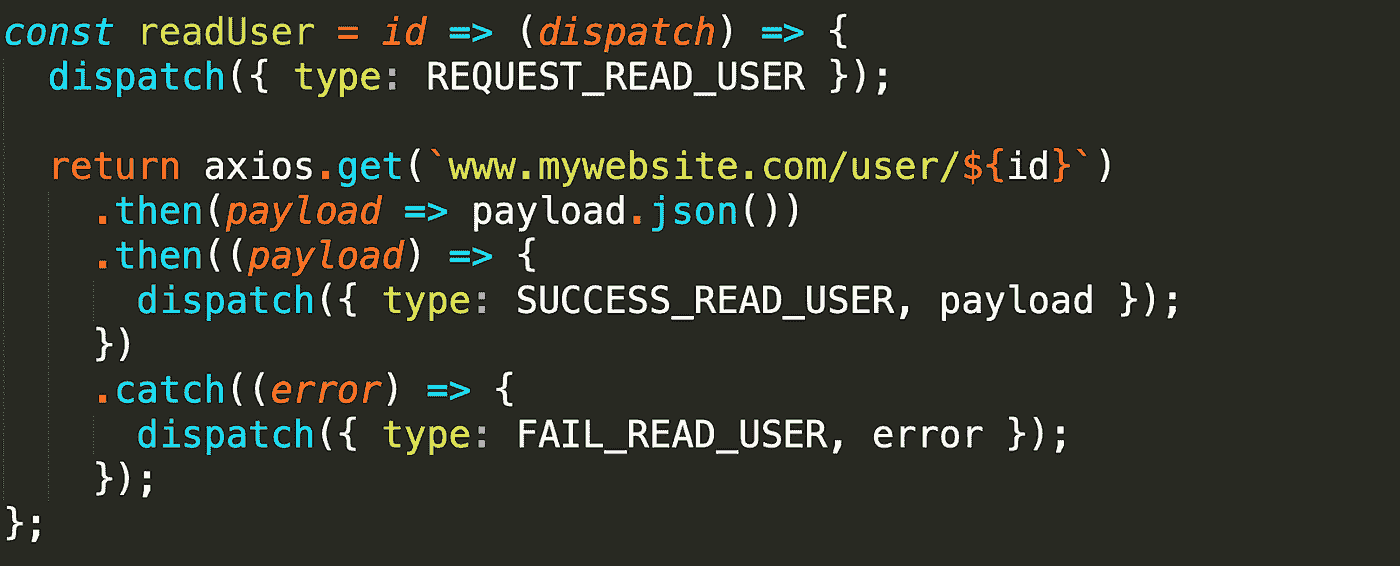 const readUser = id => (dispatch) => {
  dispatch({ type: REQUEST_READ_USER });

  return axios.get(`www.mywebsite.com/user/${id}`)
    .then(payload => payload.json())
    .then((payload) => {
      dispatch({ type: SUCCESS_READ_USER, payload });
    })
    .catch((error) => {
      dispatch({ type: FAIL_READ_USER, error });
    });
};